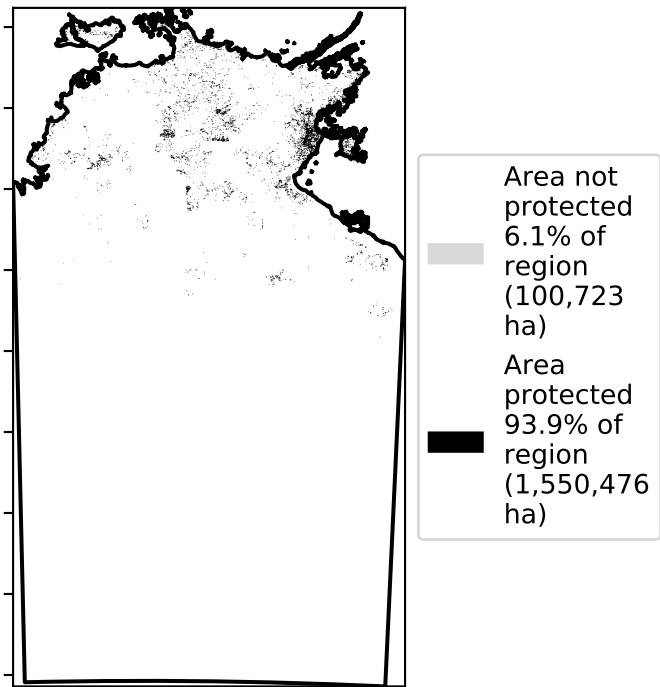 Area not
protected
6.1% of
region
(100,723
ha)
Area
protected
93.9% of
region
(1,550,476
ha)